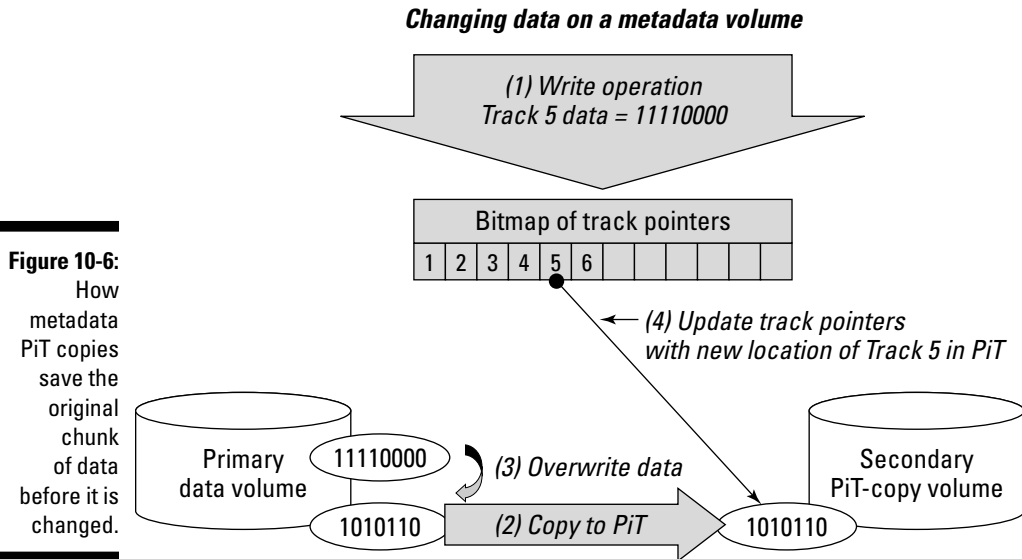 Changing data on a metadata volume
(1) Write operation
Track 5 data = 11110000
Bitmap of track pointers
1 2 3 4 5 6
Figure 10-6:
How
metadata
PiT copies
save the
original
chunk
of data
before it is
changed.
(4) Update track pointers
with new location of Track 5 in PiT
Primary
data volume
11110000
1010110
(3) Overwrite data
(2) Copy to PiT
1010110
Secondary
PiT-copy volume